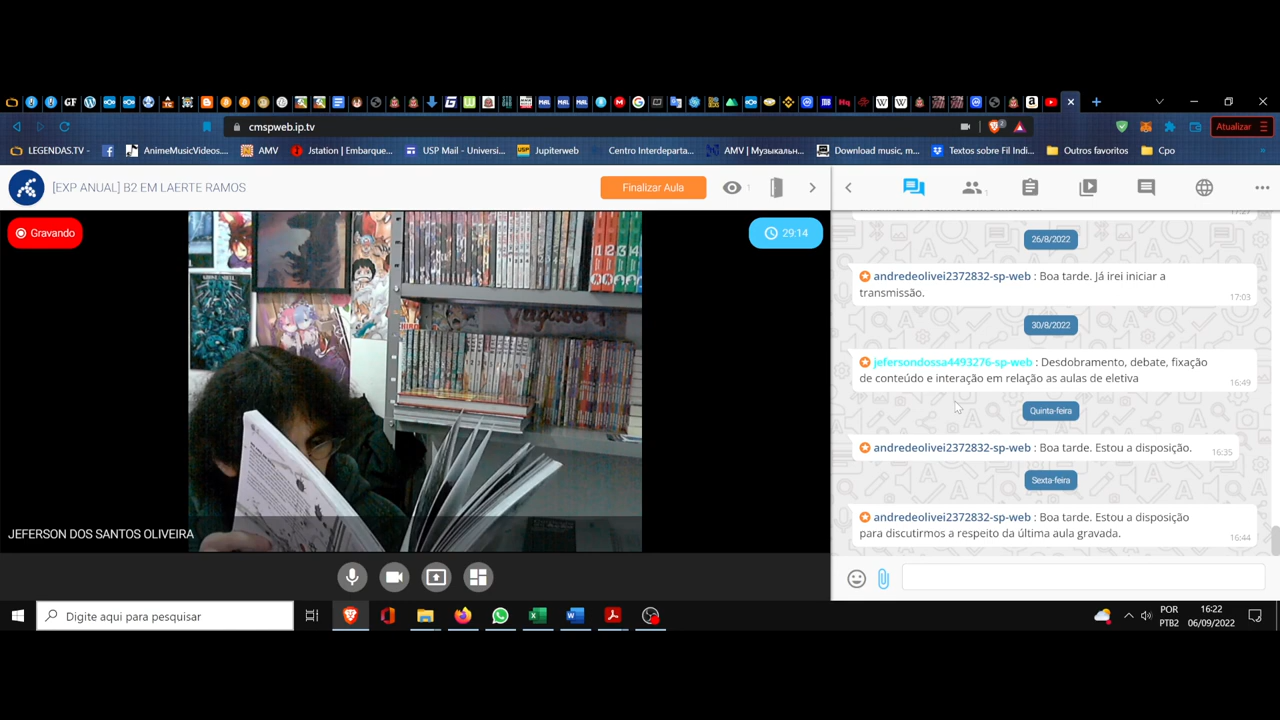 cmspweb.ip.tv
Atualizar
LEGENDAS.TV -
AnimeMusicVideos....
AMV
Jstation | Embarque...
USP Mail - Universi...
Jupiterweb
Centro Interdeparta...
AMV | Музыкальн...
Download music, m...
Textos sobre Fil Indi...
Outros favoritos
Cpo
[EXP ANUAL] B2 EM LAERTE RAMOS
Finalizar Aula
1
1
Gravando
29:14
JEFERSON DOS SANTOS OLIVEIRA
17:27
26/8/2022
andredeolivei2372832-sp-web : Boa tarde. Já irei iniciar a
transmissão.
17:03
30/8/2022
jefersondossa4493276-sp-web : Desdobramento, debate, fixação
de conteúdo e interação em relação as aulas de eletiva
16:49
Quinta-feira
andredeolivei2372832-sp-web : Boa tarde. Estou a disposição.
16:35
Sexta-feira
andredeolivei2372832-sp-web : Boa tarde. Estou a disposição
para discutirmos a respeito da última aula gravada.
16:44
Digite aqui para pesquisar
POR
PTB2
16:22
06/09/2022